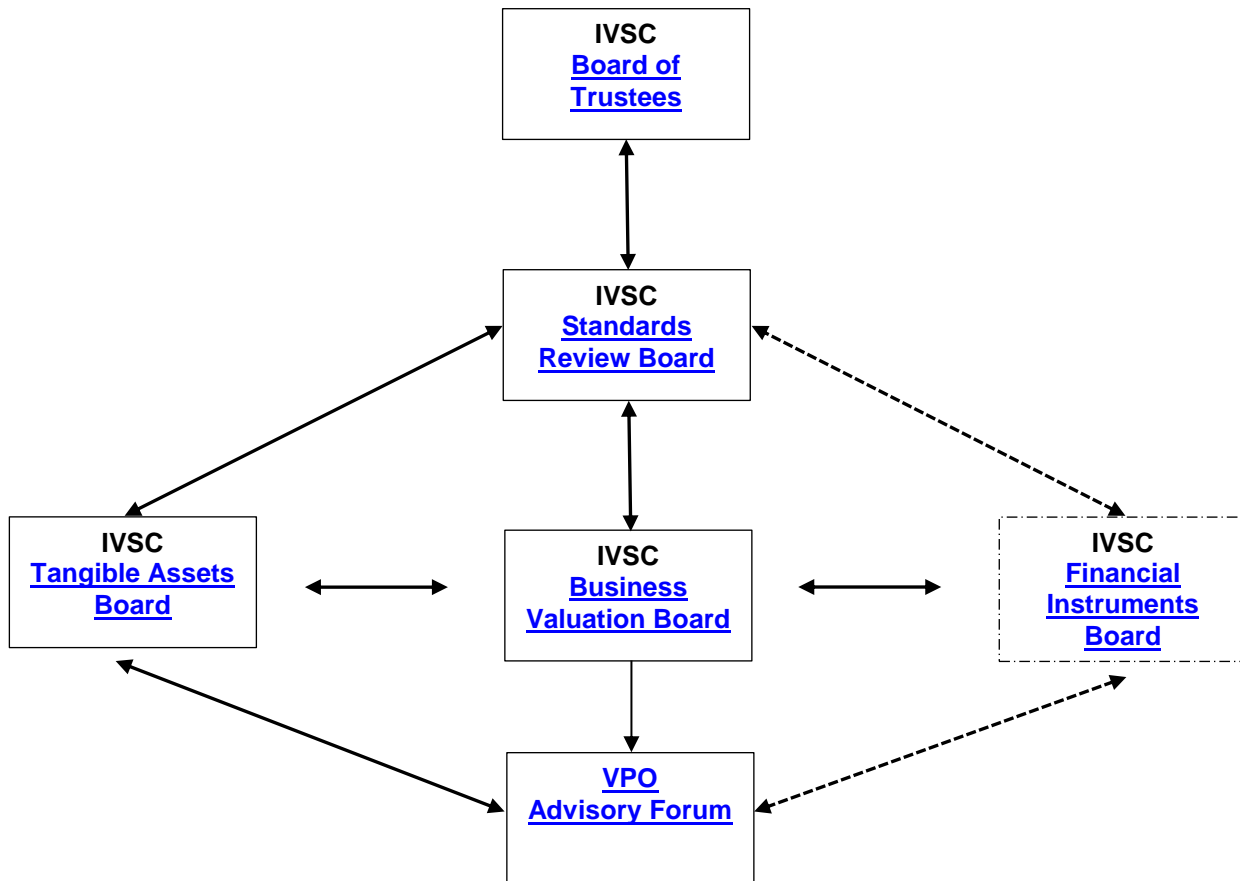 IVSC
Board of
Trustees
IVSC
Standards
Review Board
IVSC
Tangible Assets
Board
IVSC
Business
Valuation Board
IVSC
Financial
Instruments
Board
VPO
Advisory Forum